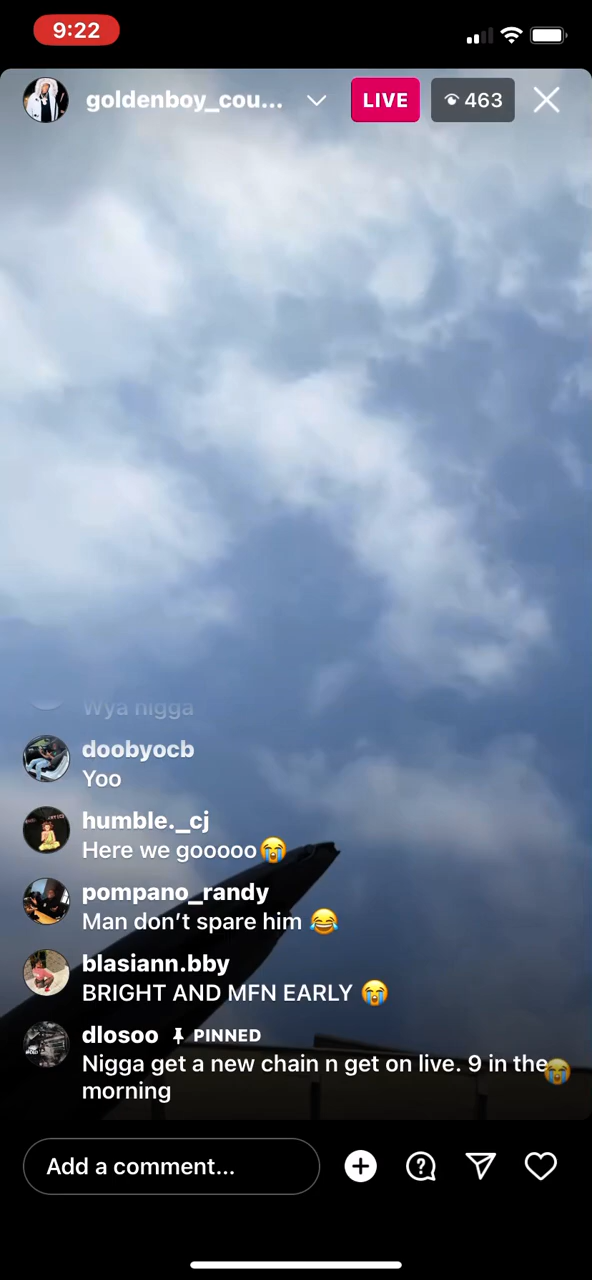 9:22
goldenboy_cou...
LIVE
463
Wya nigga
doobyocb
Yoo
humble._cj
Here we gooooo😭
pompano_randy
Man don't spare him 😂
blasiann.bby
BRIGHT AND MFN EARLY 😭
dlosoo PINNED
Nigga get a new chain n get on live. 9 in the😭
morning
Add a comment...